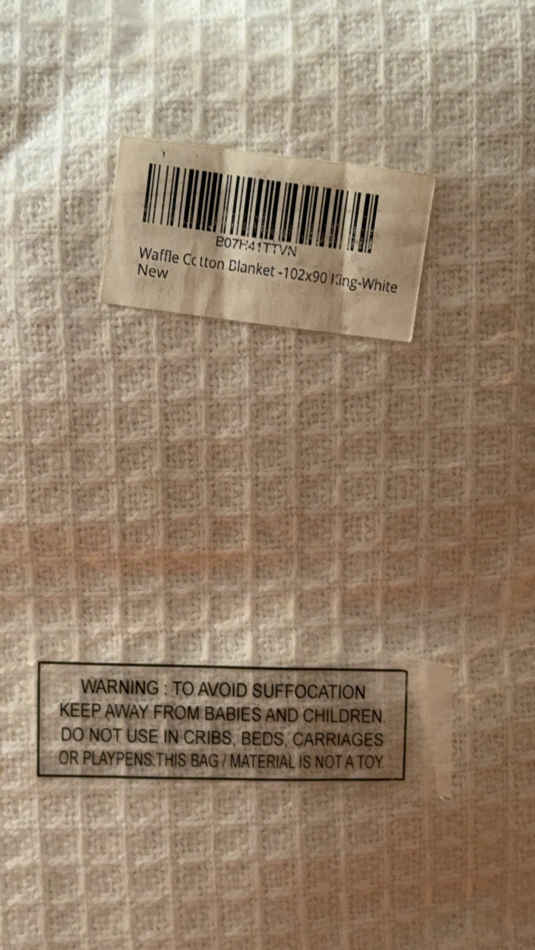 B07H41TTVN
Waffle Cotton Blanket -102x90 King-White
New
WARNING : TO AVOID SUFFOCATION
KEEP AWAY FROM BABIES AND CHILDREN.
DO NOT USE IN CRIBS, BEDS, CARRIAGES
OR PLAYPENS.THIS BAG / MATERIAL IS NOT A TOY.